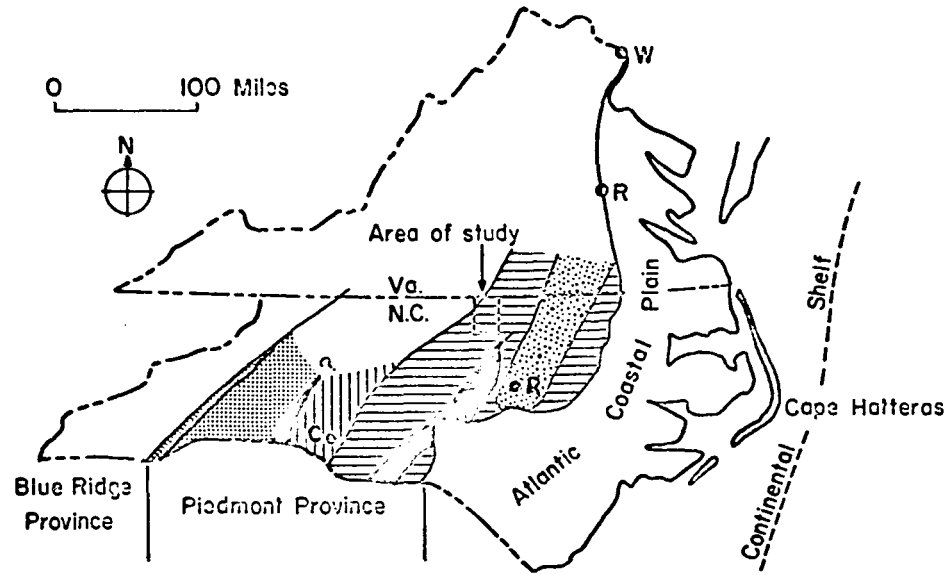 W
0 100 Miles
N
R
Area of study
Va.
N.C.
Plain
Shelf
R
Coastal
Cape Hatteras
Atlantic
Continental
Blue Ridge
Province
Piedmont Province